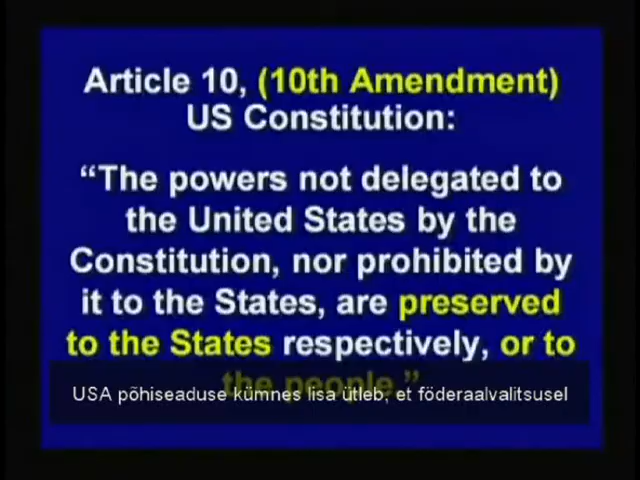 Article 10, (10th Amendment)
US Constitution:
“The powers not delegated to
the United States by the
Constitution, nor prohibited by
it to the States, are preserved
to the States respectively, or to
the people.”
USA põhiseaduse kümnes lisa ütleb, et föderaalvalitsusel